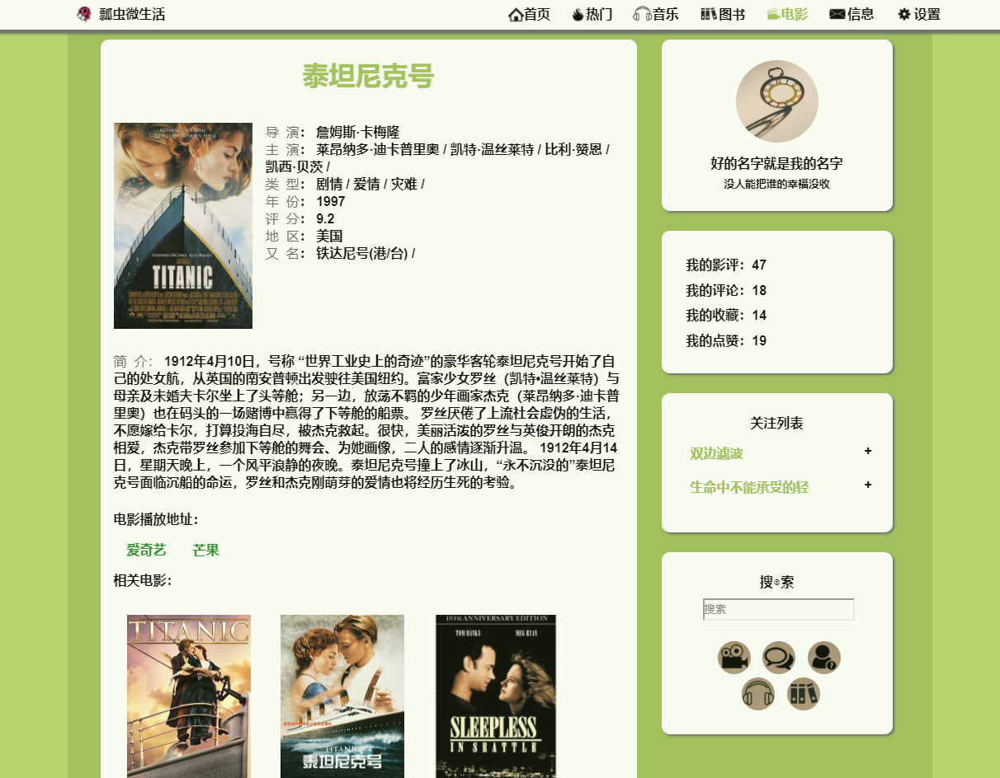 瓢虫微生活
首页 热门 音乐 图书 电影 信息 设置
泰坦尼克号
NOTHING ON EARTH
COULD COME BETWEEN THEM.
LEONARDO DiCAPRIO KATE WINSLET
TITANIC
导 演： 詹姆斯·卡梅隆
主 演： 莱昂纳多·迪卡普里奥 / 凯特·温丝莱特 / 比利·赞恩 /
凯西·贝茨 /
类 型： 剧情 / 爱情 / 灾难 /
年 份： 1997
评 分： 9.2
地 区： 美国
又 名： 铁达尼号(港/台) /
简 介： 1912年4月10日，号称 “世界工业史上的奇迹”的豪华客轮泰坦尼克号开始了自
己的处女航，从英国的南安普顿出发驶往美国纽约。富家少女罗丝（凯特•温丝莱特）与
母亲及未婚夫卡尔坐上了头等舱；另一边，放荡不羁的少年画家杰克（莱昂纳多·迪卡普
里奥）也在码头的一场赌博中赢得了下等舱的船票。 罗丝厌倦了上流社会虚伪的生活，
不愿嫁给卡尔，打算投海自尽，被杰克救起。很快，美丽活泼的罗丝与英俊开朗的杰克
相爱，杰克带罗丝参加下等舱的舞会、为她画像，二人的感情逐渐升温。 1912年4月14
日，星期天晚上，一个风平浪静的夜晚。泰坦尼克号撞上了冰山，“永不沉没的”泰坦尼
克号面临沉船的命运，罗丝和杰克刚萌芽的爱情也将经历生死的考验。
电影播放地址：
爱奇艺 芒果
相关电影：
TITANIC
TITANIC
泰坦尼克号
10TH ANNIVERSARY EDITION
TOM HANKS MEG RYAN
SLEEPLESS
IN SEATTLE
好的名字就是我的名字
没人能把谁的幸福没收
我的影评：47
我的评论：18
我的收藏：14
我的点赞：19
关注列表
双边滤波 +
生命中不能承受的轻 +
搜⊙索
搜索